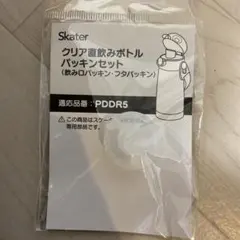 Skater
クリア直飲みボトル
パッキンセット
(飲み口パッキン・フタパッキン)
適応品番：PDDR5
この商品はスケーター
専用部品です。